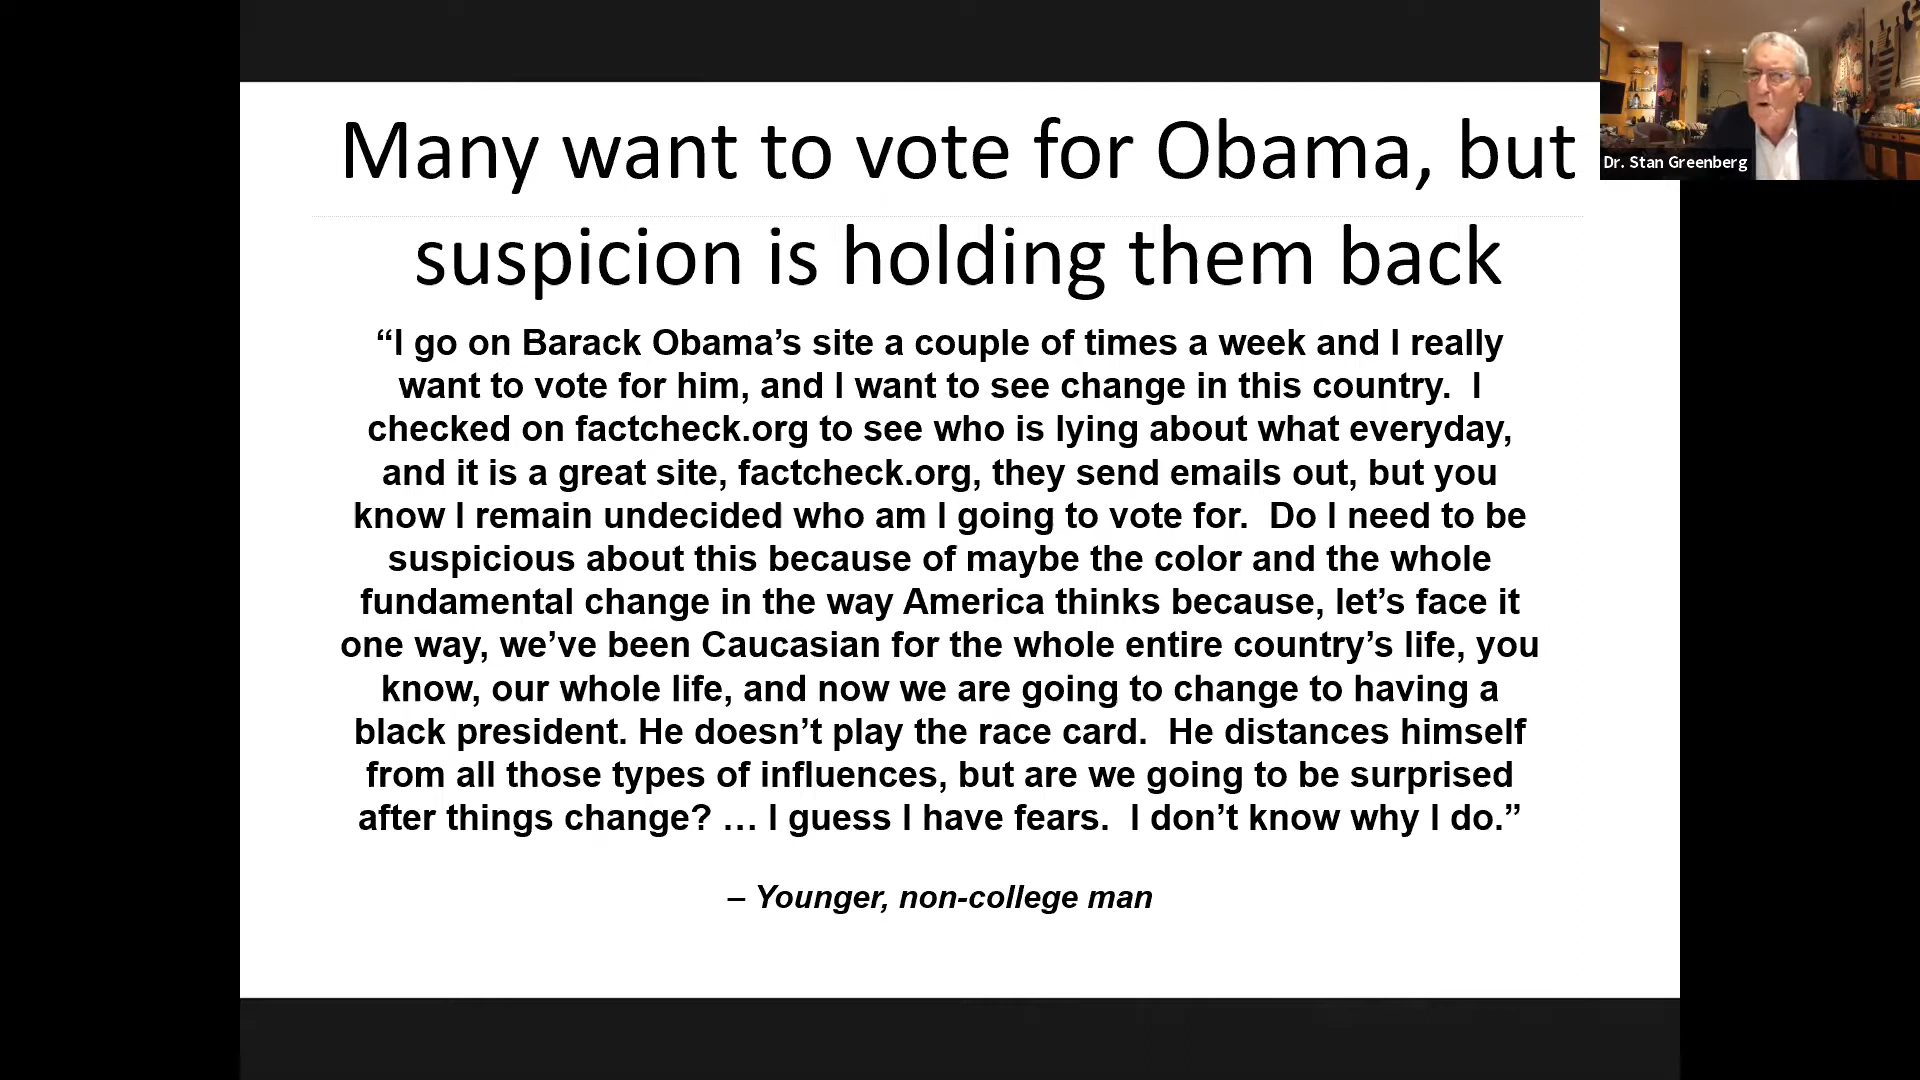 Many want to vote for Obama, but
suspicion is holding them back
“I go on Barack Obama’s site a couple of times a week and I really
want to vote for him, and I want to see change in this country.  I
checked on factcheck.org to see who is lying about what everyday,
and it is a great site, factcheck.org, they send emails out, but you
know I remain undecided who am I going to vote for.  Do I need to be
suspicious about this because of maybe the color and the whole
fundamental change in the way America thinks because, let’s face it
one way, we’ve been Caucasian for the whole entire country’s life, you
know, our whole life, and now we are going to change to having a
black president. He doesn’t play the race card.  He distances himself
from all those types of influences, but are we going to be surprised
after things change? … I guess I have fears.  I don’t know why I do.”
– Younger, non-college man
Dr. Stan Greenberg